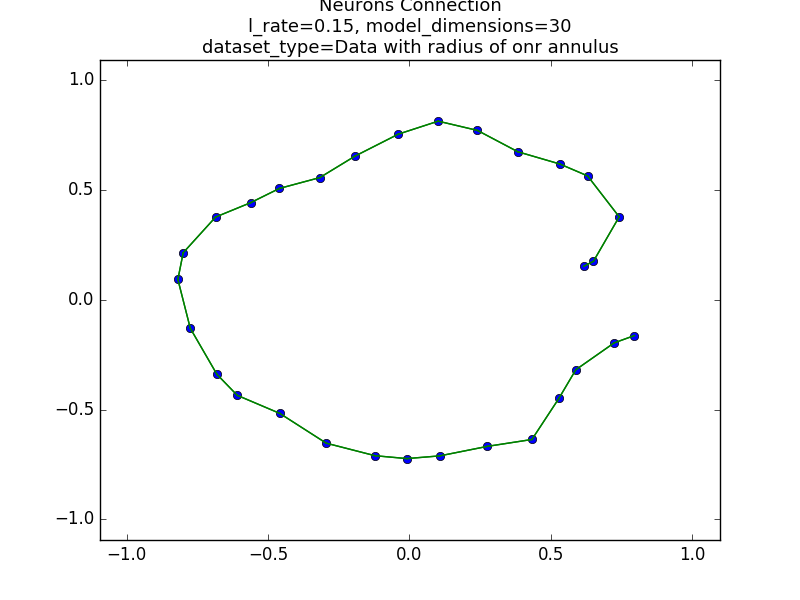 Neurons Connection
l_rate=0.15, model_dimensions=30
dataset_type=Data with radius of onr annulus
1.0
0.5
0.0
−0.5
−1.0
−1.0 −0.5 0.0 0.5 1.0